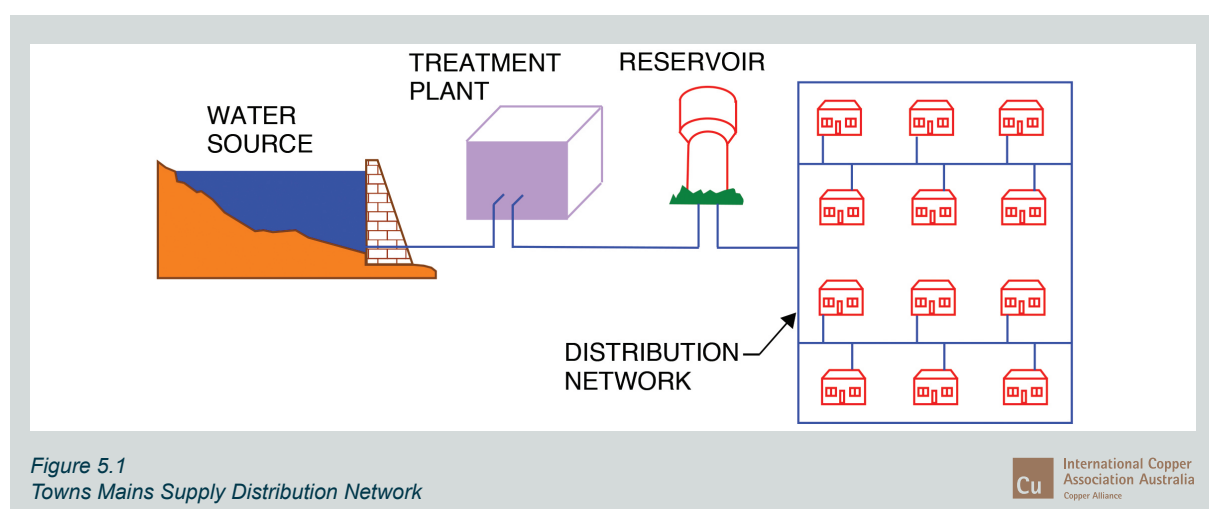 WATER
SOURCE
TREATMENT
PLANT
RESERVOIR
DISTRIBUTION
NETWORK
Figure 5.1
Towns Mains Supply Distribution Network
Cu
International Copper
Association Australia
Copper Alliance